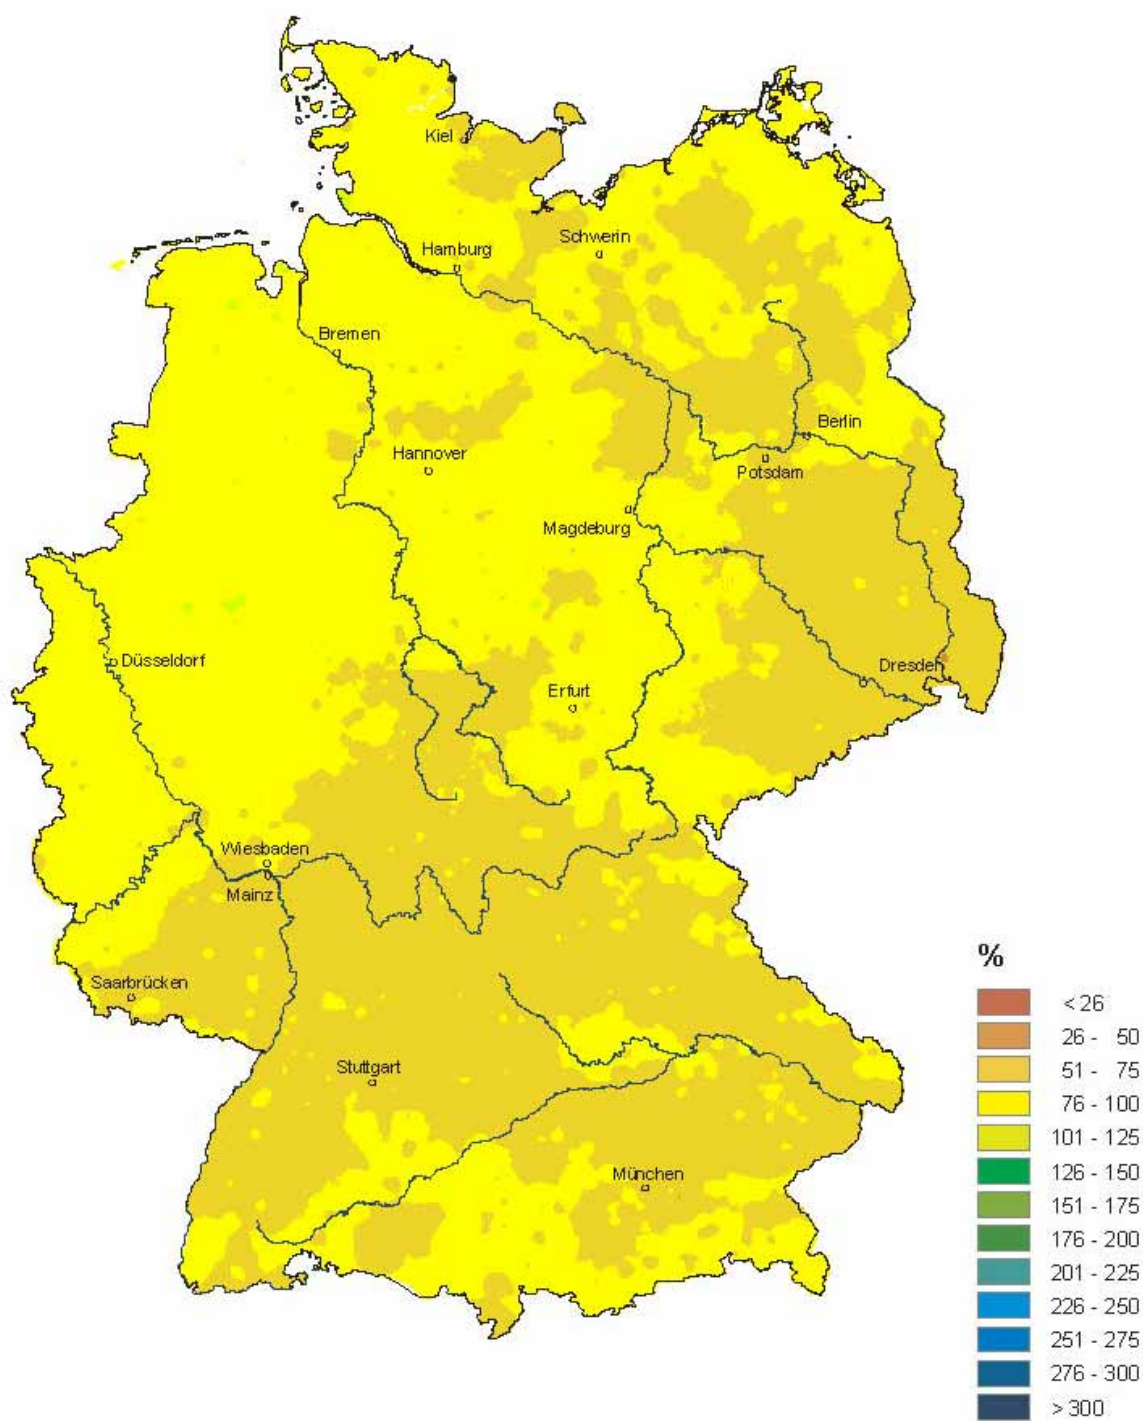 Kiel
Schwerin
Hamburg
Bremen
Berlin
Hannover
Potsdam
Magdeburg
Düsseldorf
Dresden
Erfurt
Wiesbaden
Mainz
%
Saarbrücken
< 26
26 - 50
Stuttgart
51 - 75
76 - 100
101 - 125
126 - 150
München
151 - 175
176 - 200
201 - 225
226 - 250
251 - 275
276 - 300
> 300